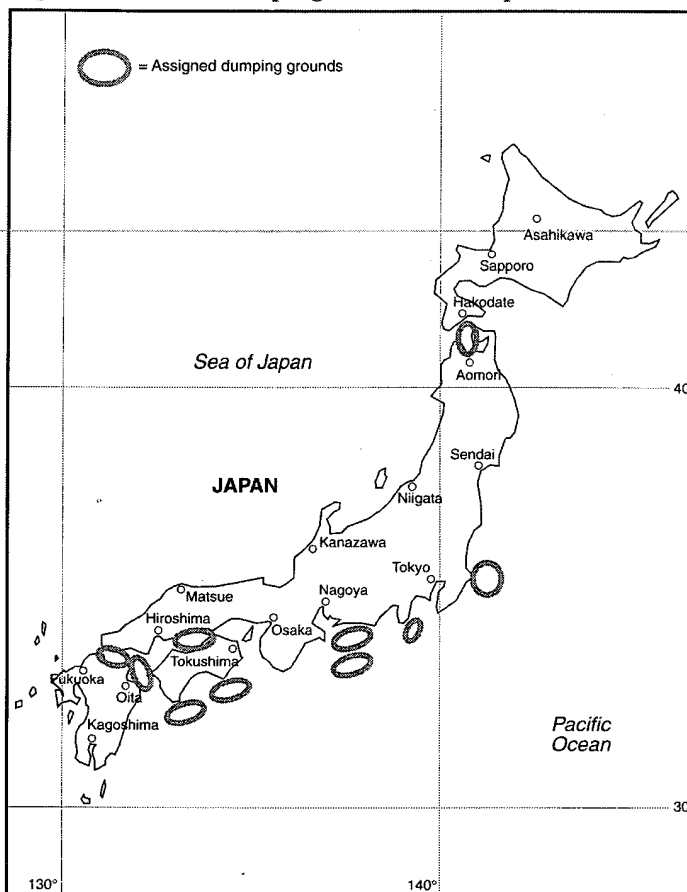 = Assigned dumping grounds
Asahikawa
Sapporo
Hakodate
Sea of Japan
Aomori
40
Sendai
JAPAN
Niigata
Kanazawa
Tokyo
Matsue
Nagoya
Hiroshima
Osaka
Tokushima
Fukuoka
Oita
Kagoshima
Pacific
Ocean
30
130°
140°